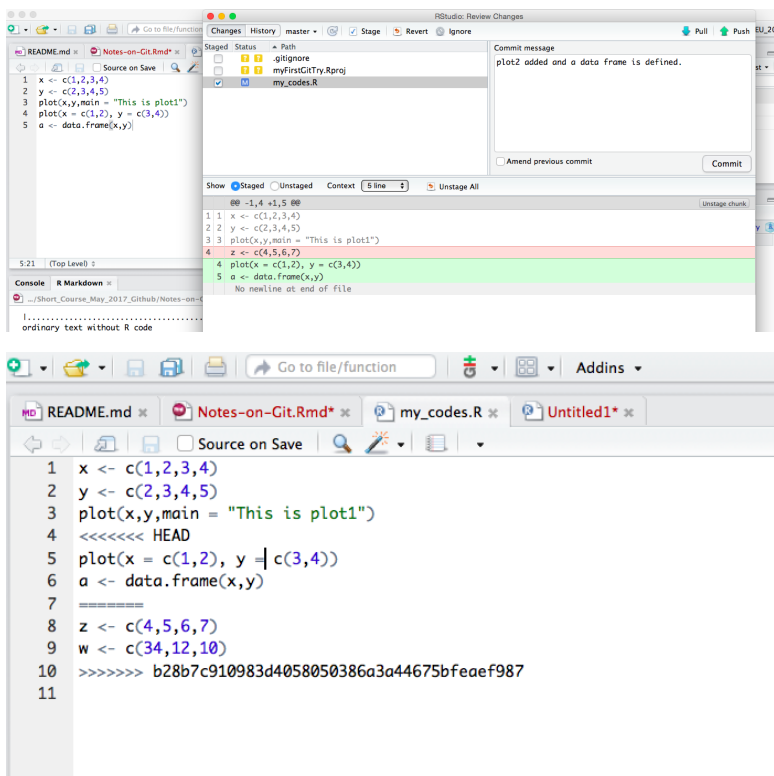 RStudio: Review Changes
Go to file/function
Changes History master Stage Revert Ignore Pull Push
README.md Notes-on-Git.Rmd*
Source on Save
1 x <- c(1,2,3,4)
2 y <- c(2,3,4,5)
3 plot(x,y,main = "This is plot1")
4 plot(x = c(1,2), y = c(3,4))
5 a <- data.frame(x,y)
5:21 (Top Level)
Console R Markdown
.../Short_Course_May_2017_Github/Notes-on-
|....................................
ordinary text without R code
Staged Status Path
? ? .gitignore
? ? myFirstGitTry.Rproj
M my_codes.R
Commit message
plot2 added and a data frame is defined.
Amend previous commit
Commit
Show Staged Unstaged Context 5 line Unstage All
@@ -1,4 +1,5 @@ Unstage chunk
1 1 x <- c(1,2,3,4)
2 2 y <- c(2,3,4,5)
3 3 plot(x,y,main = "This is plot1")
4 z <- c(4,5,6,7)
4 plot(x = c(1,2), y = c(3,4))
5 a <- data.frame(x,y)
No newline at end of file
Go to file/function Addins
MD README.md Notes-on-Git.Rmd* my_codes.R Untitled1*
Source on Save
1 x <- c(1,2,3,4)
2 y <- c(2,3,4,5)
3 plot(x,y,main = "This is plot1")
4 <<<<<<< HEAD
5 plot(x = c(1,2), y = c(3,4))
6 a <- data.frame(x,y)
7 =======
8 z <- c(4,5,6,7)
9 w <- c(34,12,10)
10 >>>>>>> b28b7c910983d4058050386a3a44675bfeaef987
11